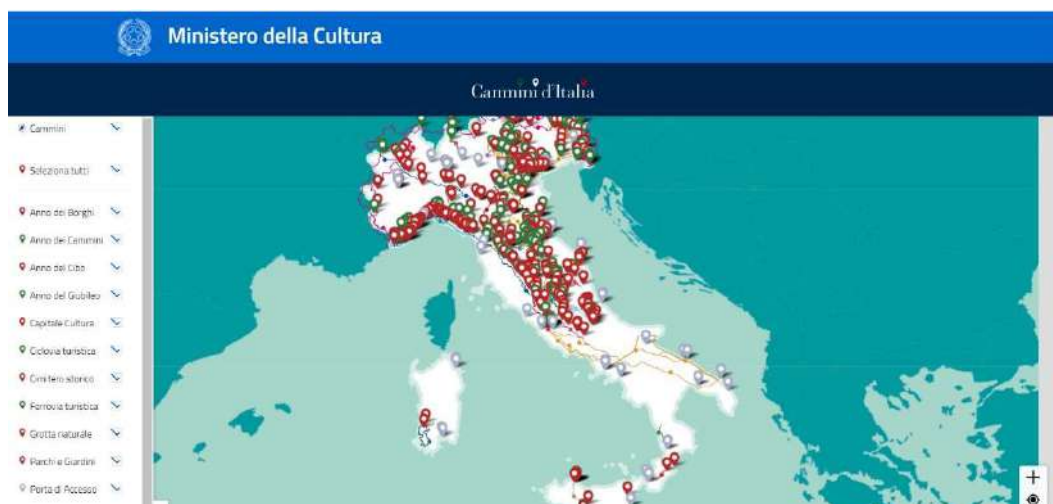 Ministero della Cultura
Cammini d'Italia
Cammini
Seleziona tutti
Anno dei Borghi
Anno dei Cammini
Anno del Cibo
Anno del Giubileo
Capitale Cultura
Ciclovia turistica
Cimitero storico
Ferrovia turistica
Grotta naturale
Parchi e Giardini
Porta di Accesso
+